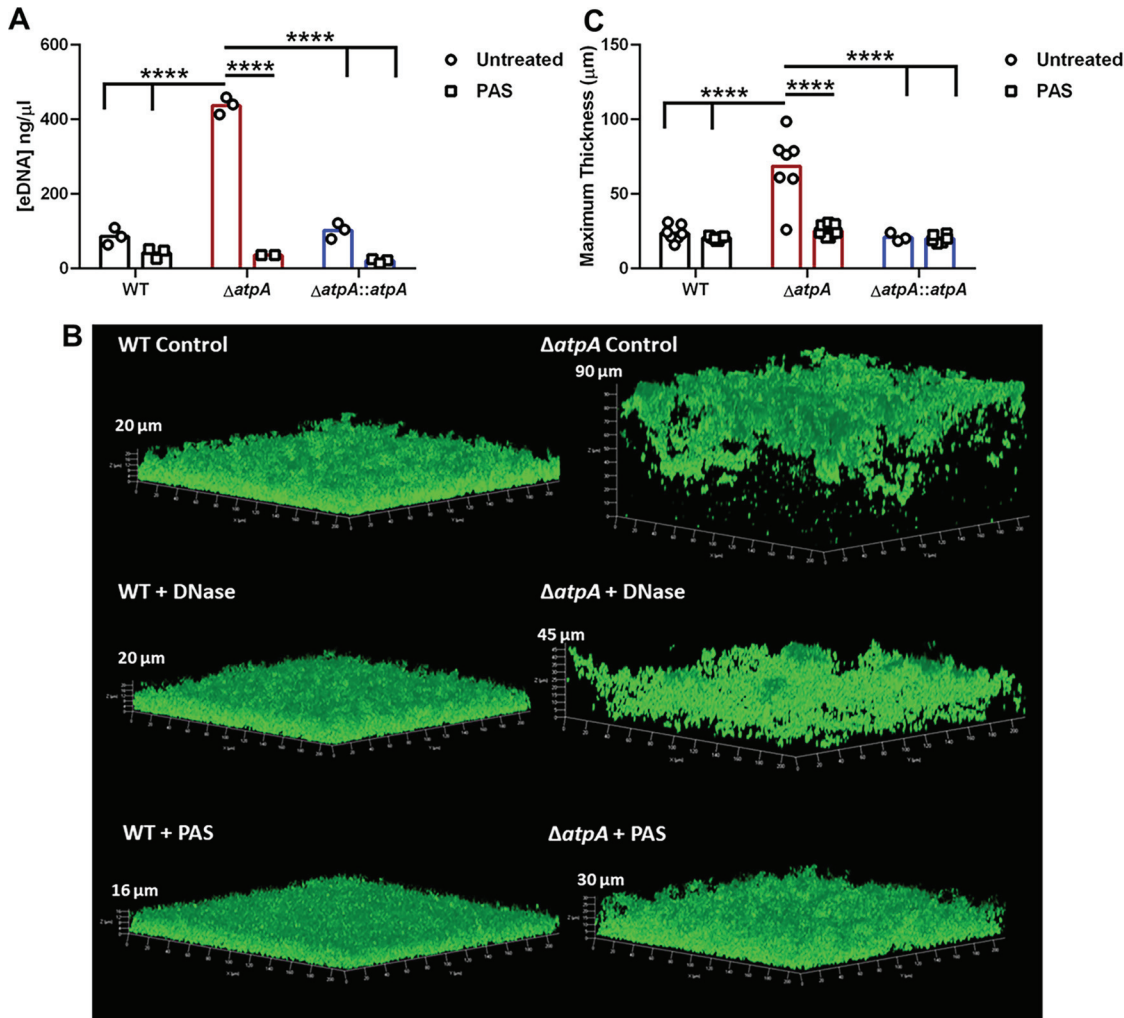 A
600
400
200
0
[eDNA] ng/µl
****
****
****
Untreated
PAS
WT
ΔatpA
ΔatpA::atpA
C
150
100
50
0
Maximum Thickness (µm)
****
****
****
Untreated
PAS
WT
ΔatpA
ΔatpA::atpA
B
WT Control
20 µm
ΔatpA Control
90 µm
WT + DNase
20 µm
ΔatpA + DNase
45 µm
WT + PAS
16 µm
ΔatpA + PAS
30 µm